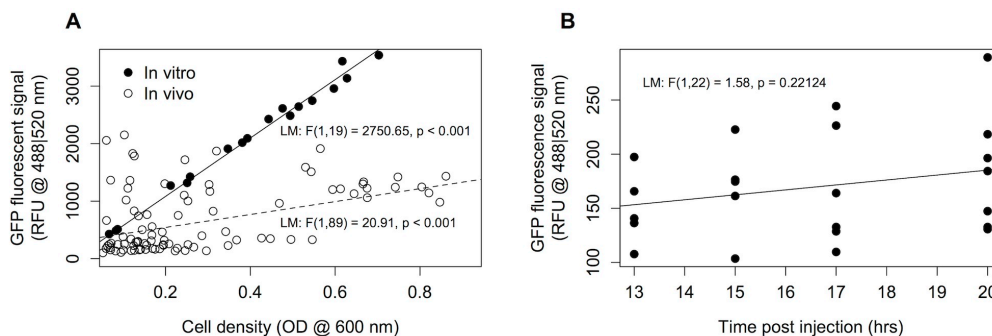 A
GFP fluorescent signal
(RFU @ 488|520 nm)
0 1000 2000 3000
In vitro
In vivo
LM: F(1,19) = 2750.65, p < 0.001
LM: F(1,89) = 20.91, p < 0.001
0.2 0.4 0.6 0.8
Cell density (OD @ 600 nm)
B
GFP fluorescence signal
(RFU @ 488|520 nm)
100 150 200 250
LM: F(1,22) = 1.58, p = 0.22124
13 14 15 16 17 18 19 20
Time post injection (hrs)